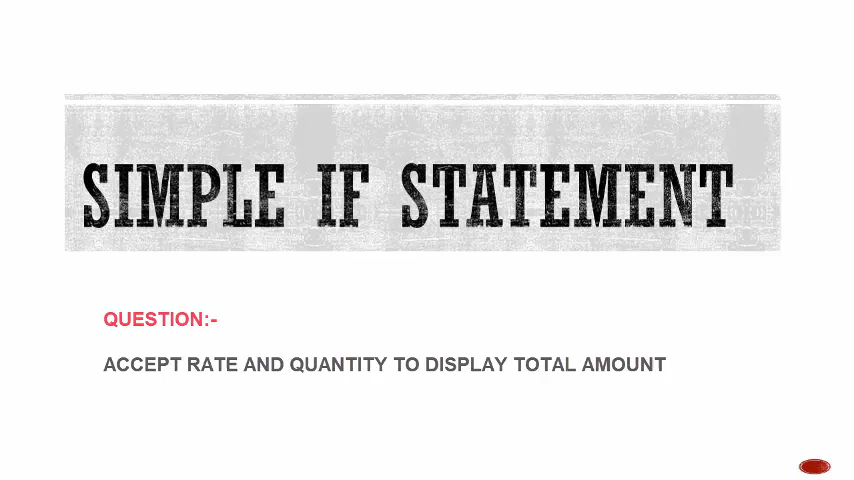 SIMPLE IF STATEMENT
QUESTION:-
ACCEPT RATE AND QUANTITY TO DISPLAY TOTAL AMOUNT